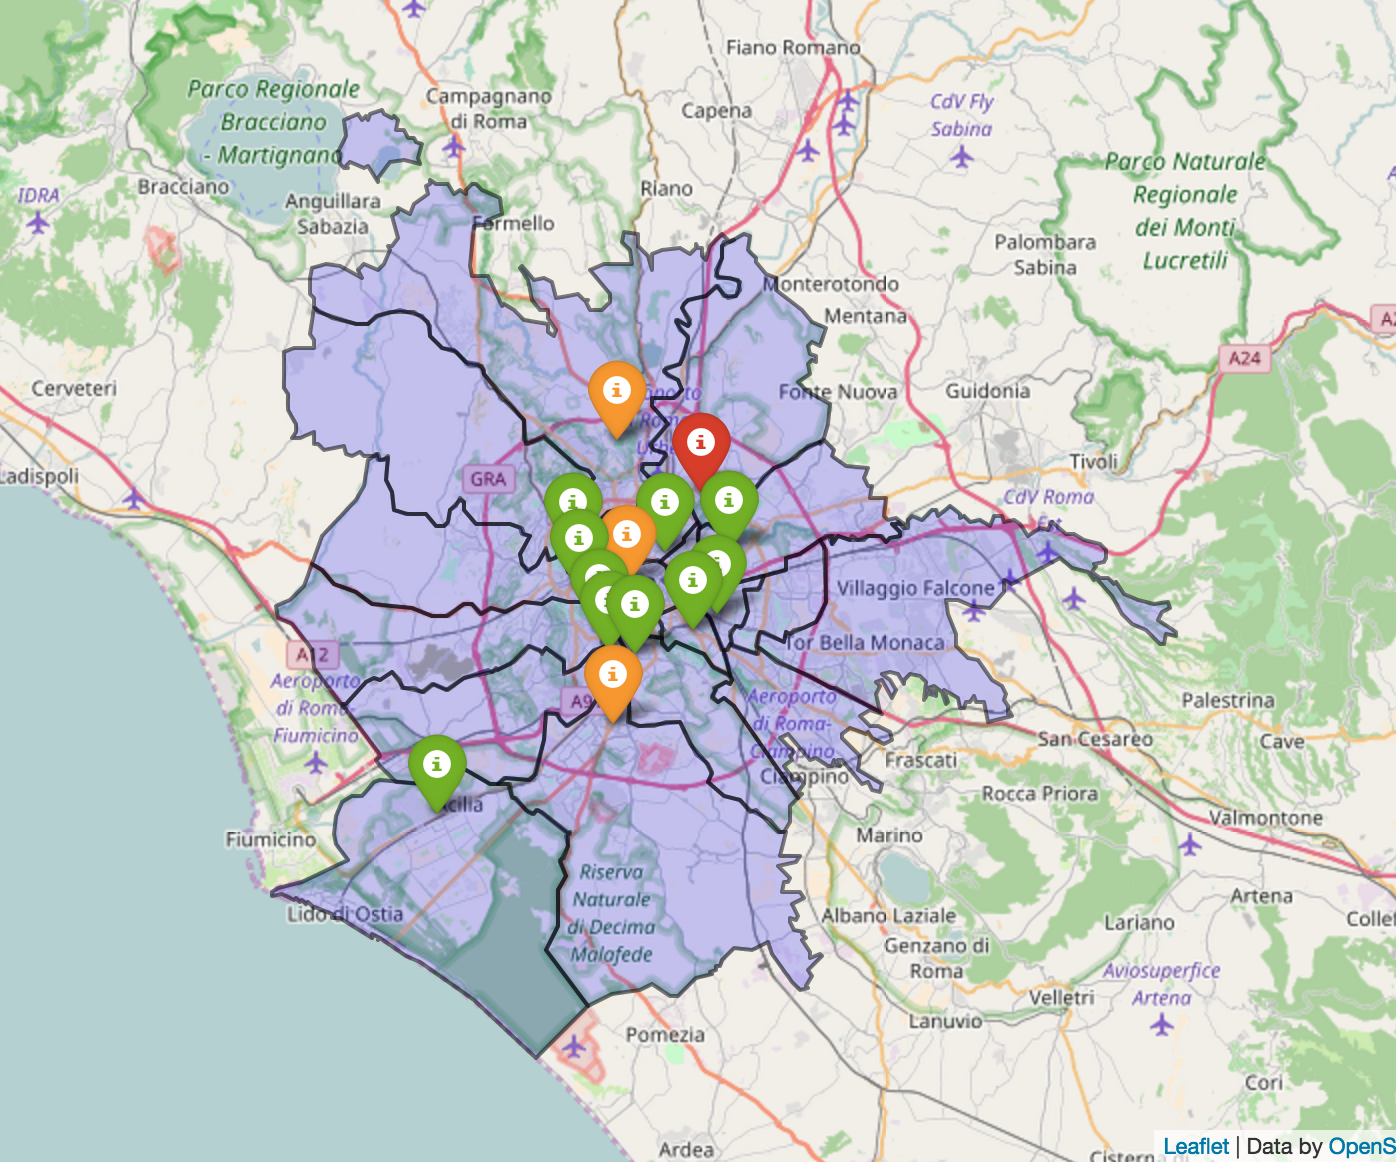 Fiano Romano
Parco Regionale
Bracciano
- Martignano
Campagnano
di Roma
Capena
CdV Fly
Sabina
Parco Naturale
Regionale
dei Monti
Lucretili
IDRA
Bracciano
Anguillara
Sabazia
Riano
Formello
Palombara
Sabina
Monterotondo
Mentana
A24
Cerveteri
Fonte Nuova
Guidonia
Ladispoli
GRA
Tivoli
CdV Roma
Est
Villaggio Falcone
Tor Bella Monaca
A12
Aeroporto
di Roma-
Fiumicino
A9
Aeroporto
di Roma-
Ciampino
Ciampino
Palestrina
San Cesareo
Cave
Frascati
Rocca Priora
Valmontone
Fiumicino
Marino
Riserva
Naturale
di Decima
Malafede
Lido di Ostia
Albano Laziale
Genzano di
Roma
Lariano
Artena
Aviosuperfice
Artena
Velletri
Lanuvio
Pomezia
Cori
Ardea
Leaflet | Data by OpenS